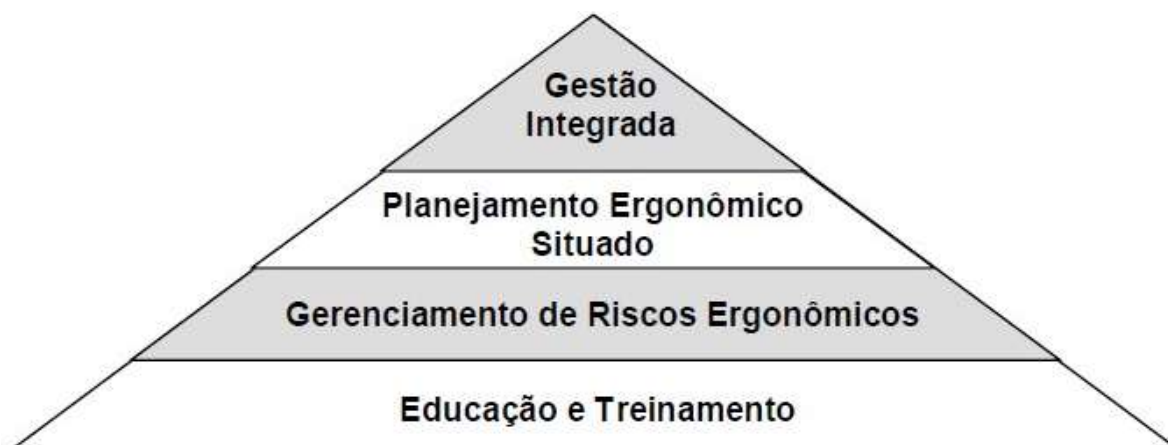 Gestão
Integrada
Planejamento Ergonômico
Situado
Gerenciamento de Riscos Ergonômicos
Educação e Treinamento